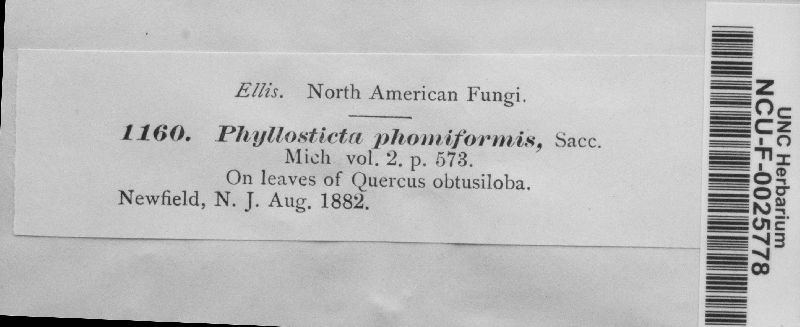 Ellis. North American Fungi.
1160. Phyllosticta phomiformis, Sacc.
Mich vol. 2. p. 573.
On leaves of Quercus obtusiloba.
Newfield, N. J. Aug. 1882.
UNC Herbarium
NCU-F-0025778